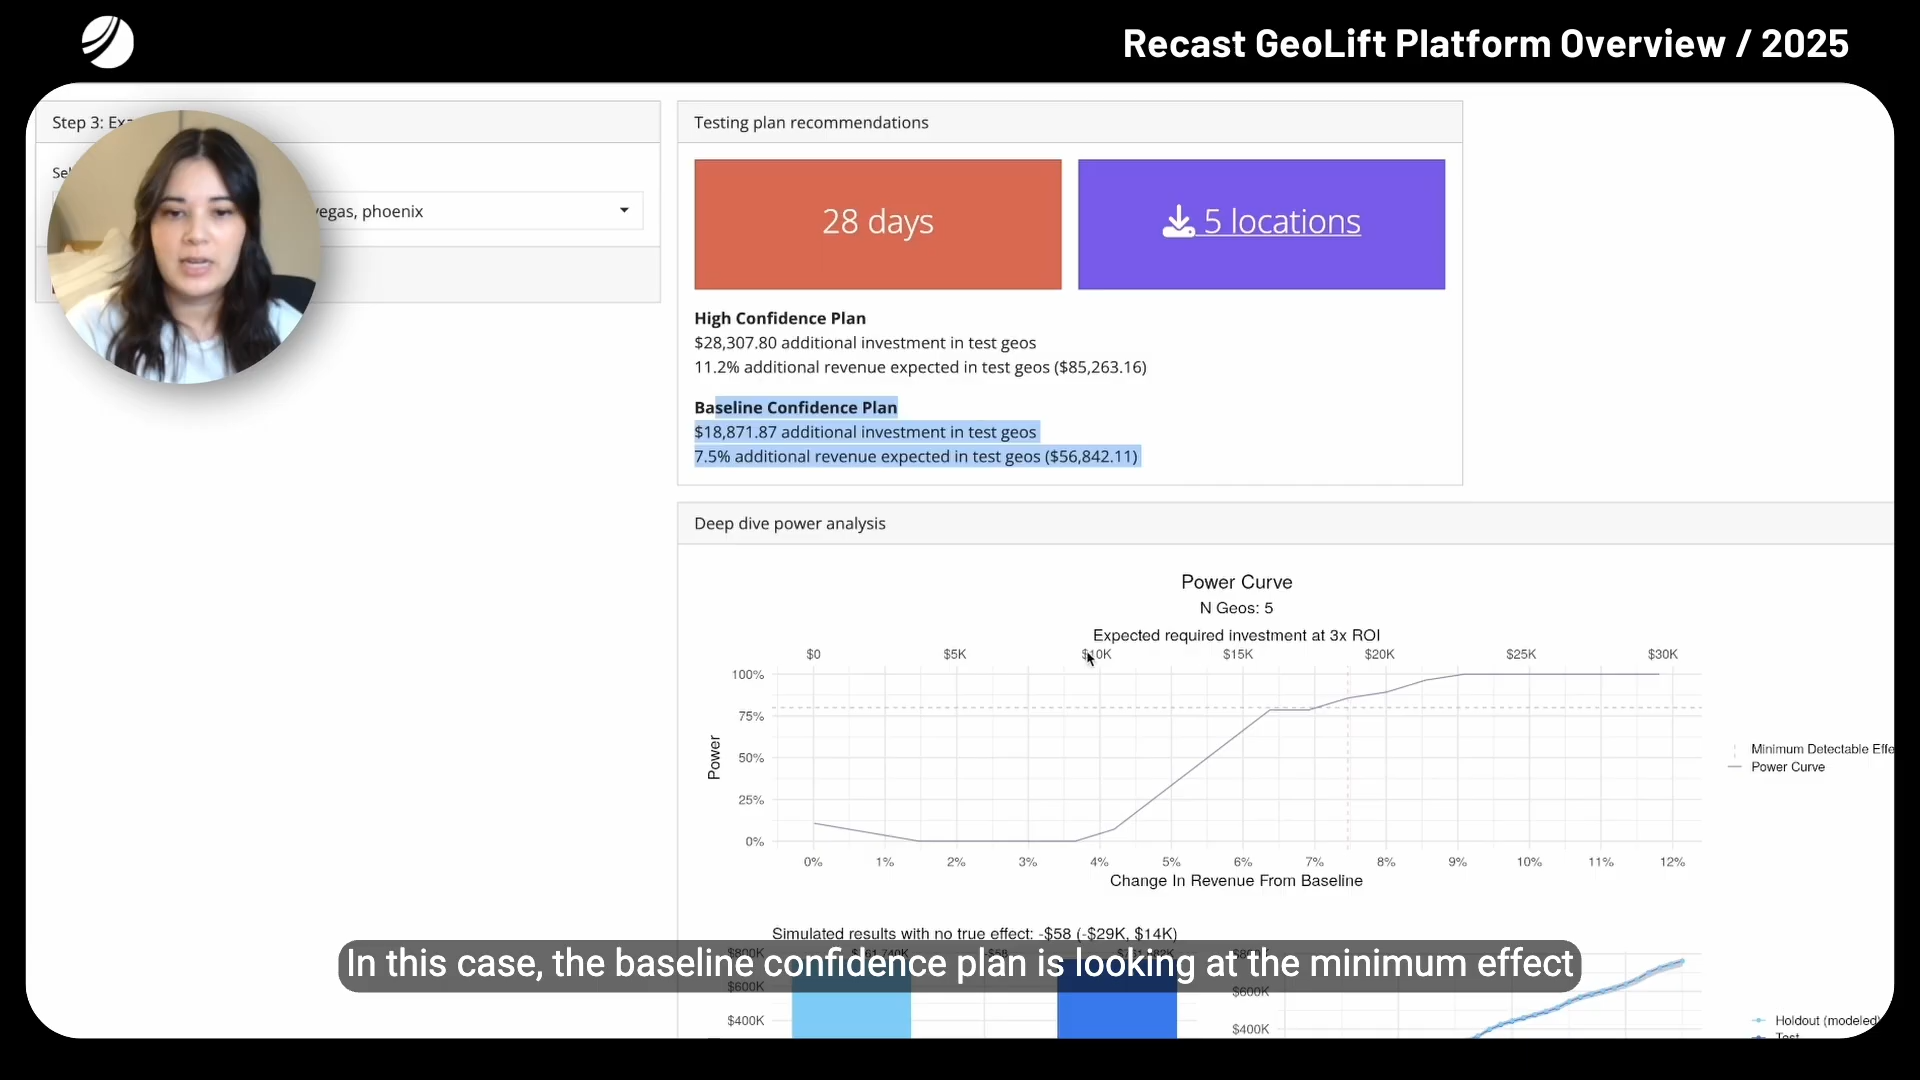 Recast GeoLift Platform Overview / 2025
Step 3:
vegas, phoenix
Testing plan recommendations
28 days
5 locations
High Confidence Plan
$28,307.80 additional investment in test geos
11.2% additional revenue expected in test geos ($85,263.16)
Baseline Confidence Plan
$18,871.87 additional investment in test geos
7.5% additional revenue expected in test geos ($56,842.11)
Deep dive power analysis
Power Curve
N Geos: 5
Expected required investment at 3x ROI
$0 $5K $10K $15K $20K $25K $30K
100%
75%
50%
25%
0%
Power
0% 1% 2% 3% 4% 5% 6% 7% 8% 9% 10% 11% 12%
Change In Revenue From Baseline
Minimum Detectable Effe
Power Curve
Simulated results with no true effect: -$58 (-$29K, $14K)
In this case, the baseline confidence plan is looking at the minimum effect
$800K
$600K
$400K
$600K
$400K
Holdout (modeled)
Test